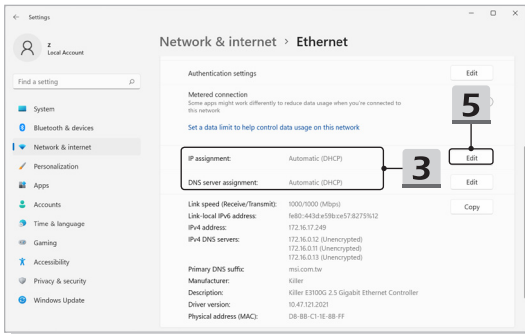 Settings
z
Local Account
Find a setting
System
Bluetooth & devices
Network & internet
Personalization
Apps
Accounts
Time & language
Gaming
Accessibility
Privacy & security
Windows Update
Network & internet > Ethernet
Authentication settings Edit
Metered connection
Some apps might work differently to reduce data usage when you're connected to
this network
5
Set a data limit to help control data usage on this network
IP assignment: Automatic (DHCP) Edit
3
DNS server assignment: Automatic (DHCP) Edit
Link speed (Receive/Transmit): 1000/1000 (Mbps) Copy
Link-local IPv6 address: fe80::443d:e59b:ce57:8275%12
IPv4 address: 172.16.17.249
IPv4 DNS servers: 172.16.0.12 (Unencrypted)
172.16.0.11 (Unencrypted)
172.16.0.13 (Unencrypted)
Primary DNS suffix: msi.com.tw
Manufacturer: Killer
Description: Killer E3100G 2.5 Gigabit Ethernet Controller
Driver version: 10.47.121.2021
Physical address (MAC): D8-BB-C1-1E-8B-FF